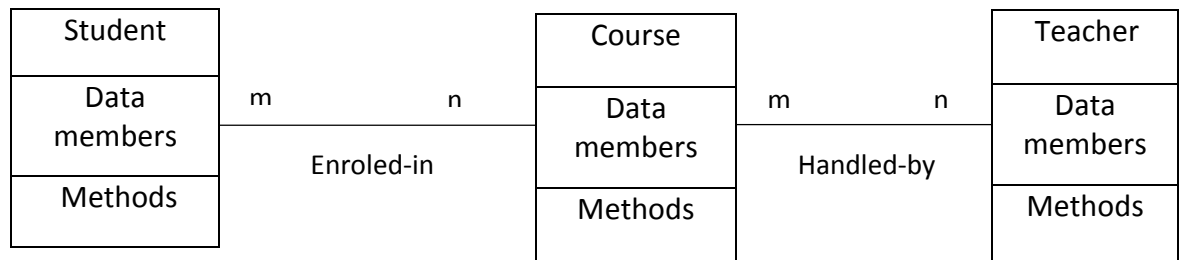 Student
Data
members
Methods
m
n
Enroled-in
Course
Data
members
Methods
m
n
Handled-by
Teacher
Data
members
Methods